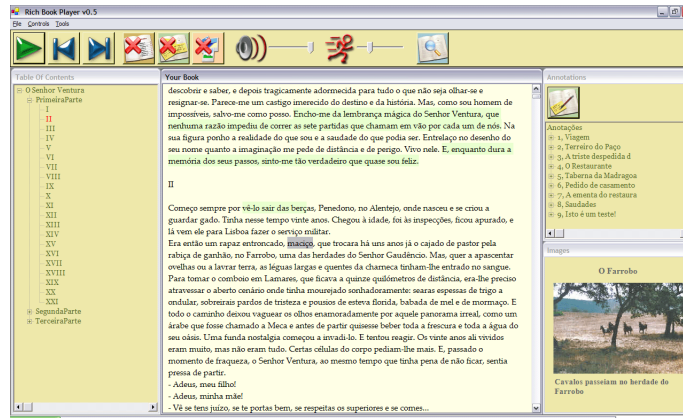 Rich Book Player v0.5
File Controls Tools
Table Of Contents
O Senhor Ventura
PrimeiraParte
I
II
III
IV
V
VI
VII
VIII
IX
X
XI
XII
XIII
XIV
XV
XVI
XVII
XVIII
XIX
XX
XXI
SegundaParte
TerceiraParte
Your Book
descobrir e saber, e depois tragicamente adormecida para tudo o que não seja olhar-se e
resignar-se. Parece-me um castigo imerecido do destino e da história. Mas, como sou homem de
impossíveis, salvo-me como posso. Encho-me da lembrança mágica do Senhor Ventura, que
nenhuma razão impediu de correr as sete partidas que chamam em vão por cada um de nós. Na
sua figura ponho a realidade do que sou e a saudade do que podia ser. Entrelaço no desenho do
seu nome quanto a imaginação me pede de distância e de perigo. Vivo nele. E, enquanto dura a
memória dos seus passos, sinto-me tão verdadeiro que quase sou feliz.
II
Começo sempre por vê-lo sair das berças, Penedono, no Alentejo, onde nasceu e se criou a
guardar gado. Tinha nesse tempo vinte anos. Chegou à idade, foi às inspecções, ficou apurado, e
lá vem ele para Lisboa fazer o serviço militar.
Era então um rapaz entroncado, maciço, que trocara há uns anos já o cajado de pastor pela
rabiça de ganhão, no Farrobo, uma das herdades do Senhor Gaudêncio. Mas, quer a apascentar
ovelhas ou a lavrar terra, as léguas largas e quentes da charneca tinham-lhe entrado no sangue.
Para tomar o comboio em Lamares, que ficava a quinze quilómetros de distância, era-lhe preciso
atravessar o aberto cenário onde tinha mourejado sonhadoramente: searas espessas de trigo a
ondular, sobreirais pardos de tristeza e pousios de esteva florida, babada de mel e de mormaço. E
todo o caminho deixou vaguear os olhos enamoradamente por aquele panorama irreal, como um
árabe que fosse chamado a Meca e antes de partir quisesse beber toda a frescura e toda a água do
seu oásis. Uma funda nostalgia começou a invadi-lo. E tentou reagir. Os vinte anos ali vividos
eram muito, mas não eram tudo. Certas células do corpo pediam-lhe mais. E, passado o
momento de fraqueza, o Senhor Ventura, ao mesmo tempo que tinha pena de não ficar, sentia
pressa de partir.
- Adeus, meu filho!
- Adeus, minha mãe!
- Vê se tens juízo, se te portas bem, se respeitas os superiores e se comes...
Annotations
Anotações
1, Viagem
2, Terreiro do Paço
3, A triste despedida d
4, O Restaurante
5, Taberna da Madragoa
6, Pedido de casamento
7, A ementa do restaura
8, Saudades
9, Isto é um teste!
Images
O Farrobo
Cavalos passeiam no herdade do
Farrobo